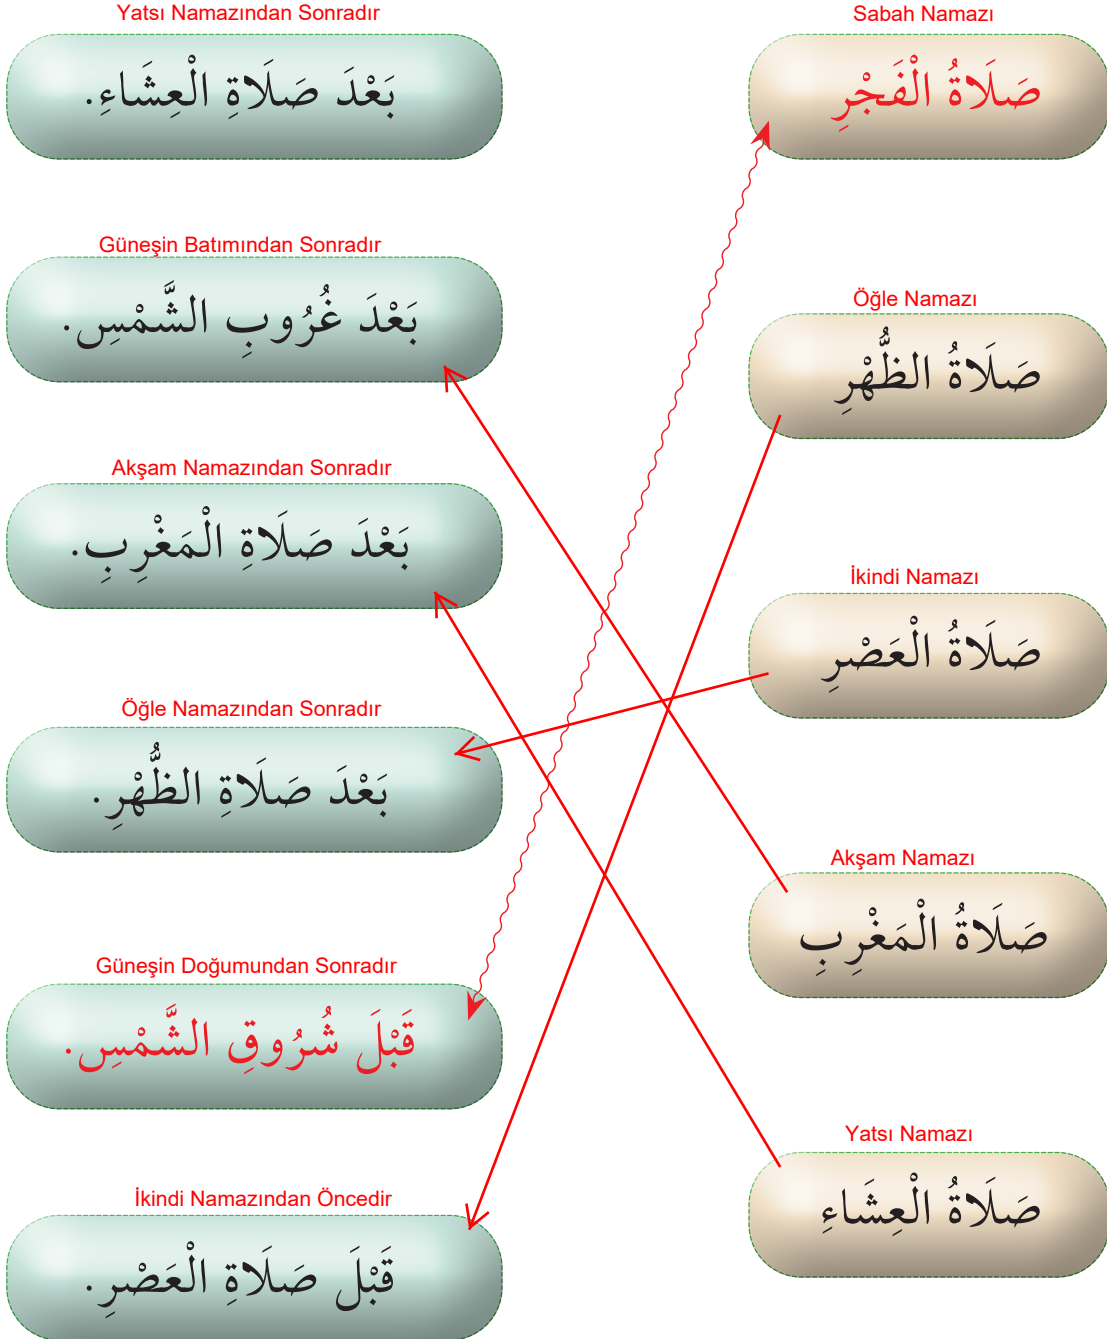 Yatsı Namazından Sonradır
بَعْدَ صَلَاةِ الْعِشَاءِ.
Güneşin Batımından Sonradır
بَعْدَ غُرُوبِ الشَّمْسِ.
Akşam Namazından Sonradır
بَعْدَ صَلَاةِ الْمَغْرِبِ.
Öğle Namazından Sonradır
بَعْدَ صَلَاةِ الظُّهْرِ.
Güneşin Doğumundan Sonradır
قَبْلَ شُرُوقِ الشَّمْسِ.
İkindi Namazından Öncedir
قَبْلَ صَلَاةِ الْعَصْرِ.
Sabah Namazı
صَلَاةُ الْفَجْرِ
Öğle Namazı
صَلَاةُ الظُّهْرِ
İkindi Namazı
صَلَاةُ الْعَصْرِ
Akşam Namazı
صَلَاةُ الْمَغْرِبِ
Yatsı Namazı
صَلَاةُ الْعِشَاءِ